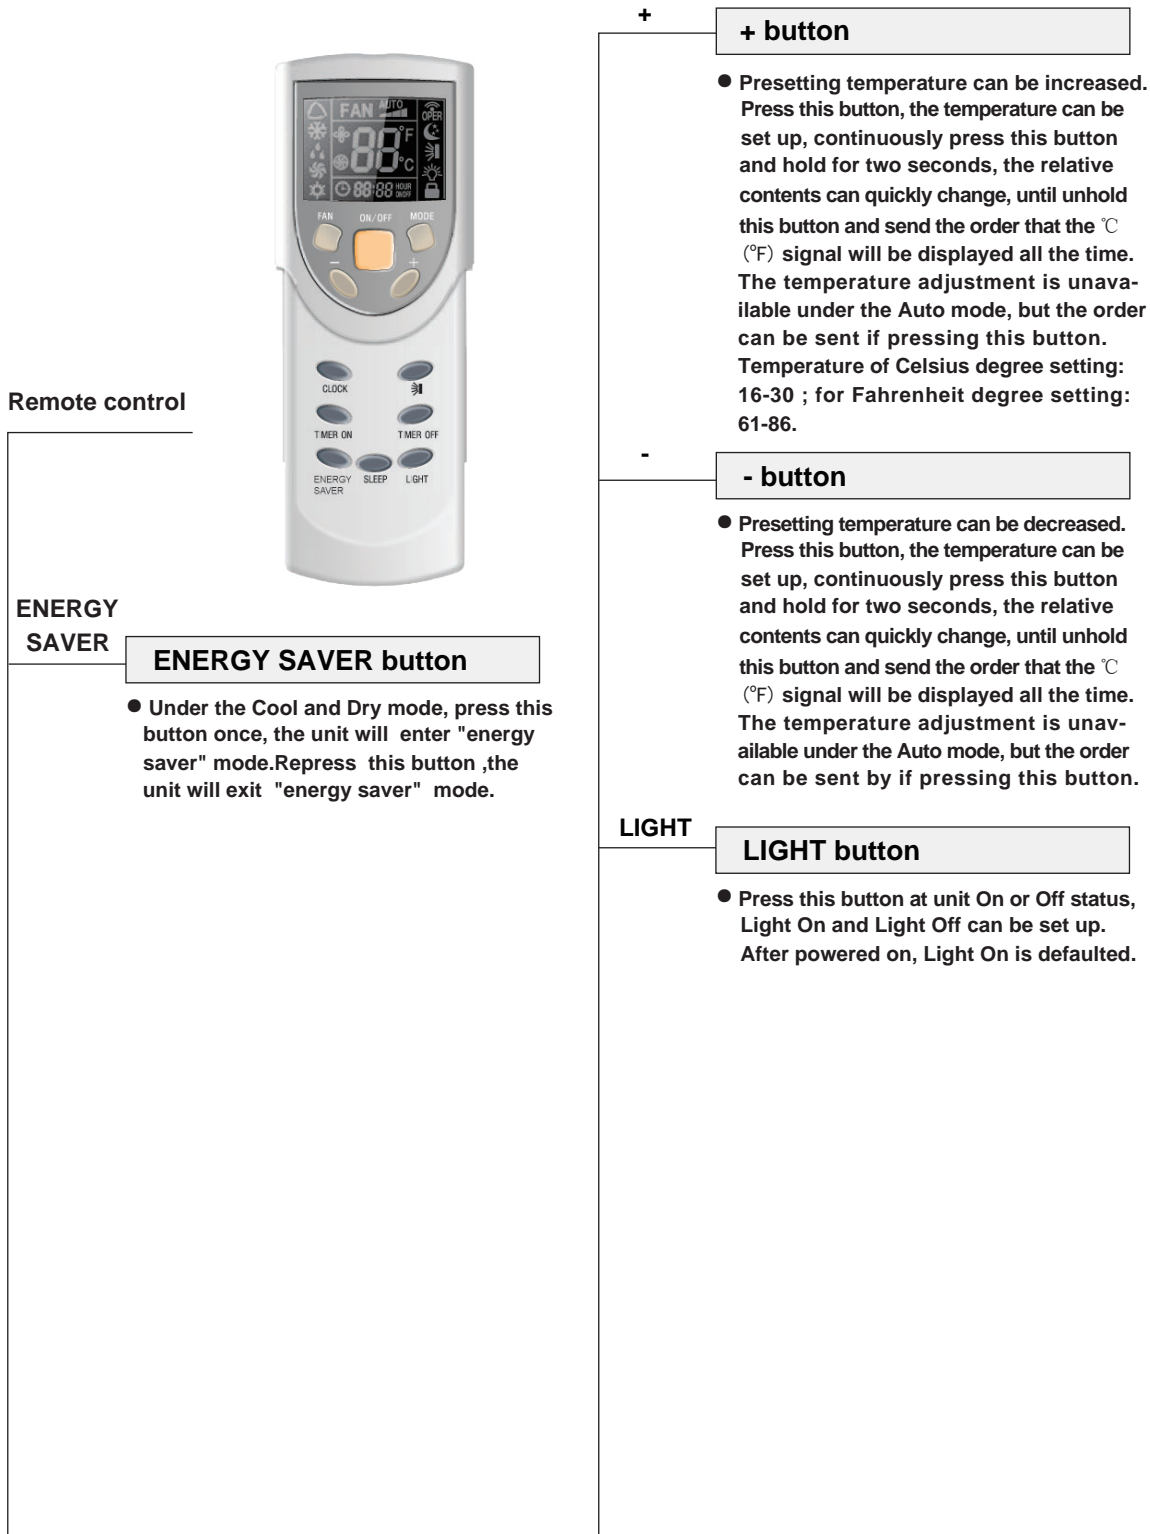 Remote control
FAN AUTO OPER
88 °F
°C
88:88 HOUR
ON/OFF
FAN ON/OFF MODE
- +
CLOCK
TIMER ON TIMER OFF
ENERGY SLEEP LIGHT
SAVER
ENERGY
SAVER
ENERGY SAVER button
● Under the Cool and Dry mode, press this
button once, the unit will enter "energy
saver" mode.Repress this button ,the
unit will exit "energy saver" mode.
+
+ button
● Presetting temperature can be increased.
Press this button, the temperature can be
set up, continuously press this button
and hold for two seconds, the relative
contents can quickly change, until unhold
this button and send the order that the ℃
(°F) signal will be displayed all the time.
The temperature adjustment is unava-
ilable under the Auto mode, but the order
can be sent if pressing this button.
Temperature of Celsius degree setting:
16-30 ; for Fahrenheit degree setting:
61-86.
-
- button
● Presetting temperature can be decreased.
Press this button, the temperature can be
set up, continuously press this button
and hold for two seconds, the relative
contents can quickly change, until unhold
this button and send the order that the ℃
(°F) signal will be displayed all the time.
The temperature adjustment is unav-
ailable under the Auto mode, but the order
can be sent by if pressing this button.
LIGHT
LIGHT button
● Press this button at unit On or Off status,
Light On and Light Off can be set up.
After powered on, Light On is defaulted.